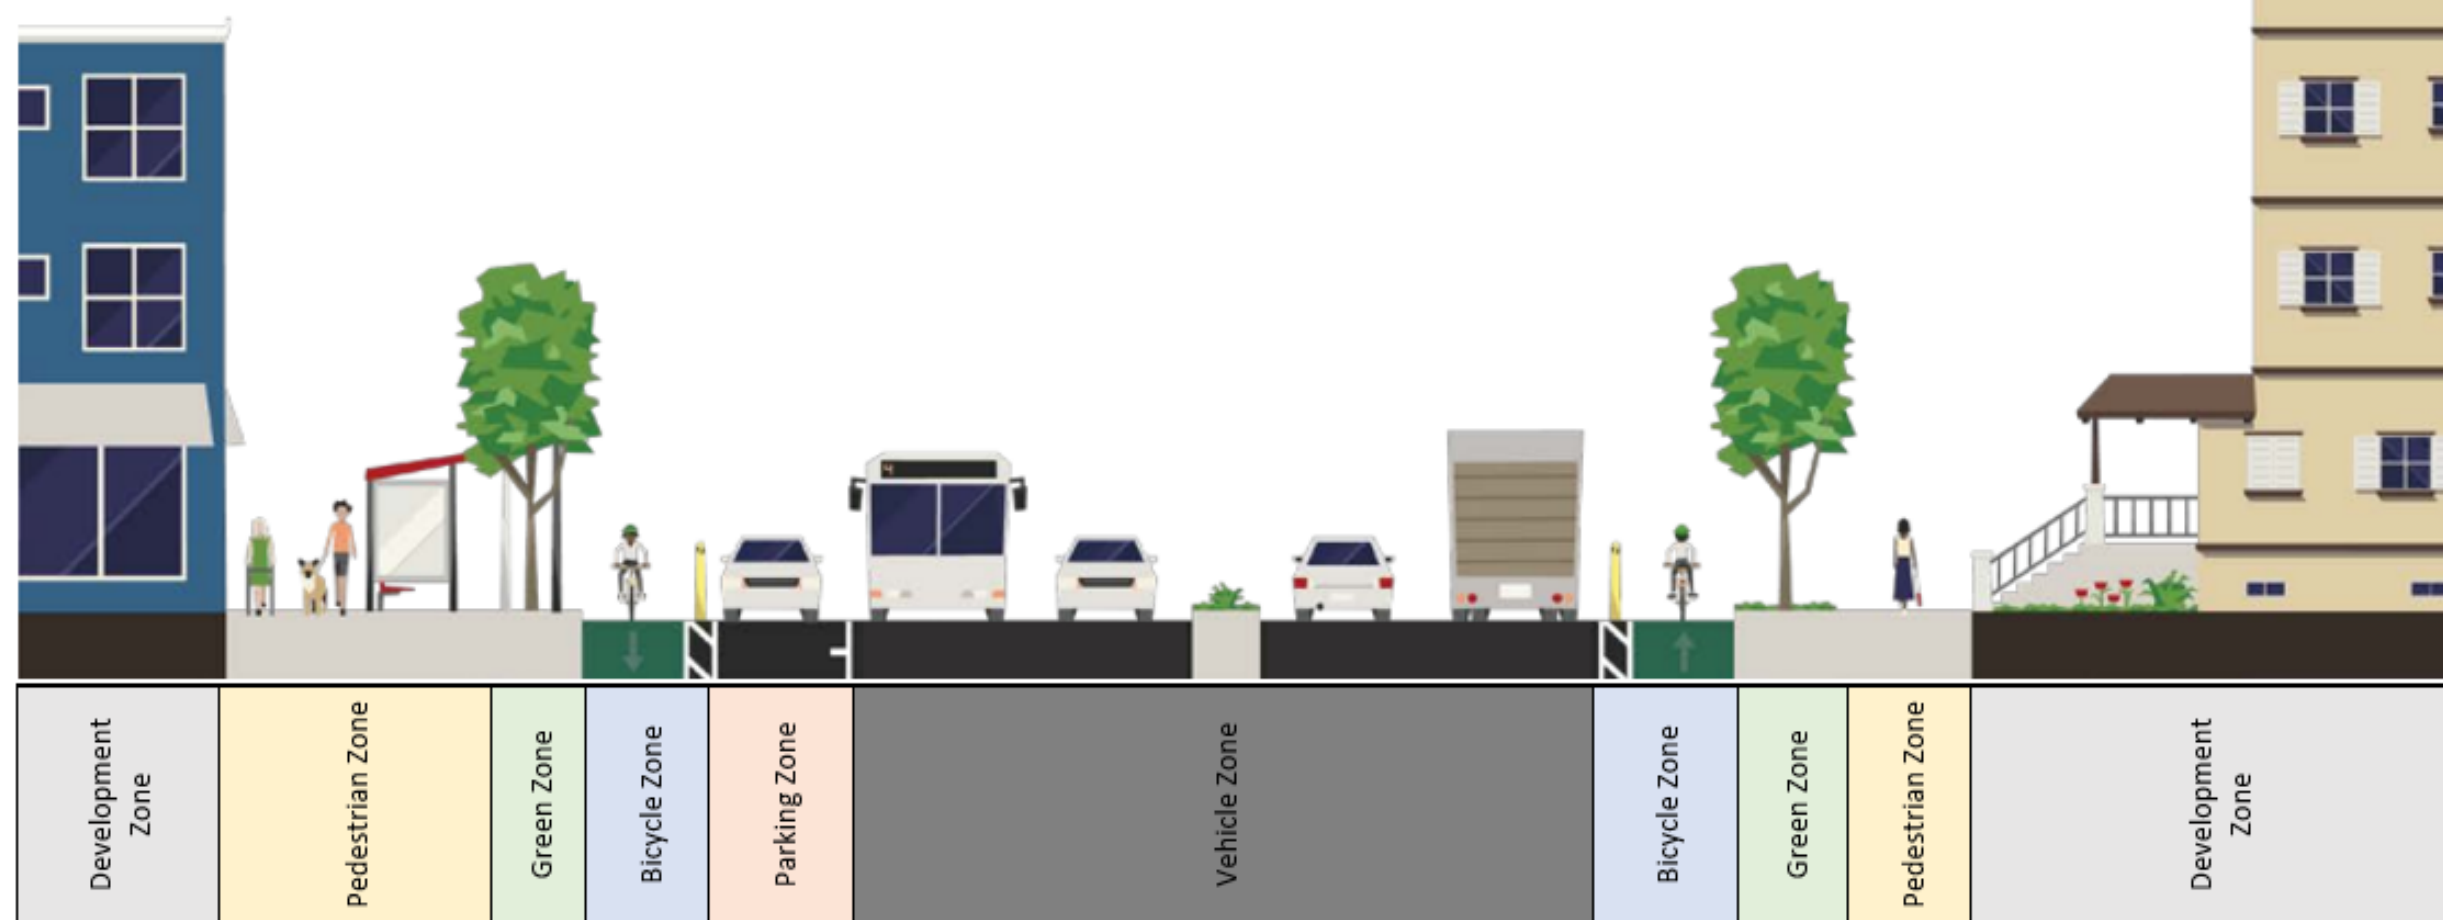 4
Development
Zone
Pedestrian Zone
Green Zone
Bicycle Zone
Parking Zone
Vehicle Zone
Bicycle Zone
Green Zone
Pedestrian Zone
Development
Zone